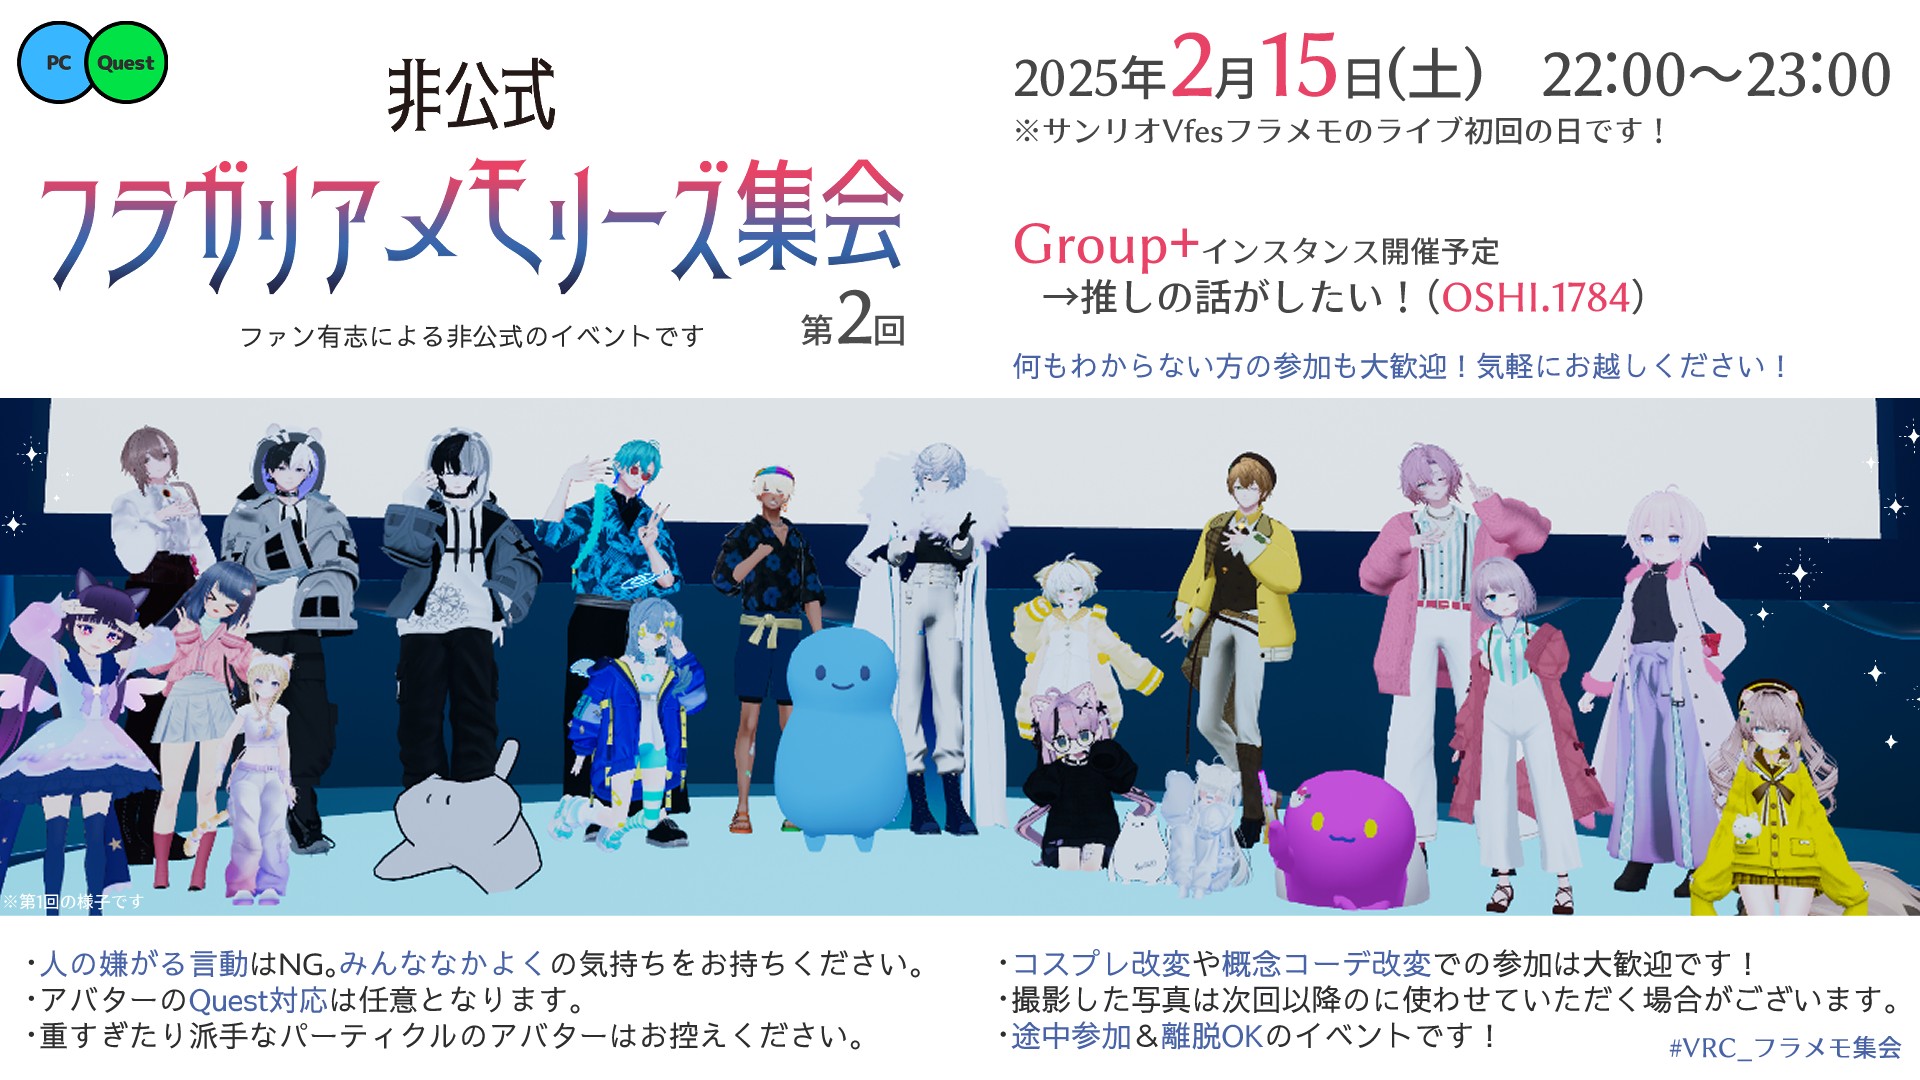 PC Quest
非公式
フラガリアメモリーズ集会
第2回
ファン有志による非公式のイベントです
2025年2月15日(土) 22:00〜23:00
※サンリオVfesフラメモのライブ初回の日です！
Group+インスタンス開催予定
→推しの話がしたい！（OSHI.1784）
何もわからない方の参加も大歓迎！気軽にお越しください！
※第1回の様子です
・人の嫌がる言動はNG。みんななかよくの気持ちをお持ちください。
・アバターのQuest対応は任意となります。
・重すぎたり派手なパーティクルのアバターはお控えください。
・コスプレ改変や概念コーデ改変での参加は大歓迎です！
・撮影した写真は次回以降のに使わせていただく場合がございます。
・途中参加＆離脱OKのイベントです！
#VRC_フラメモ集会